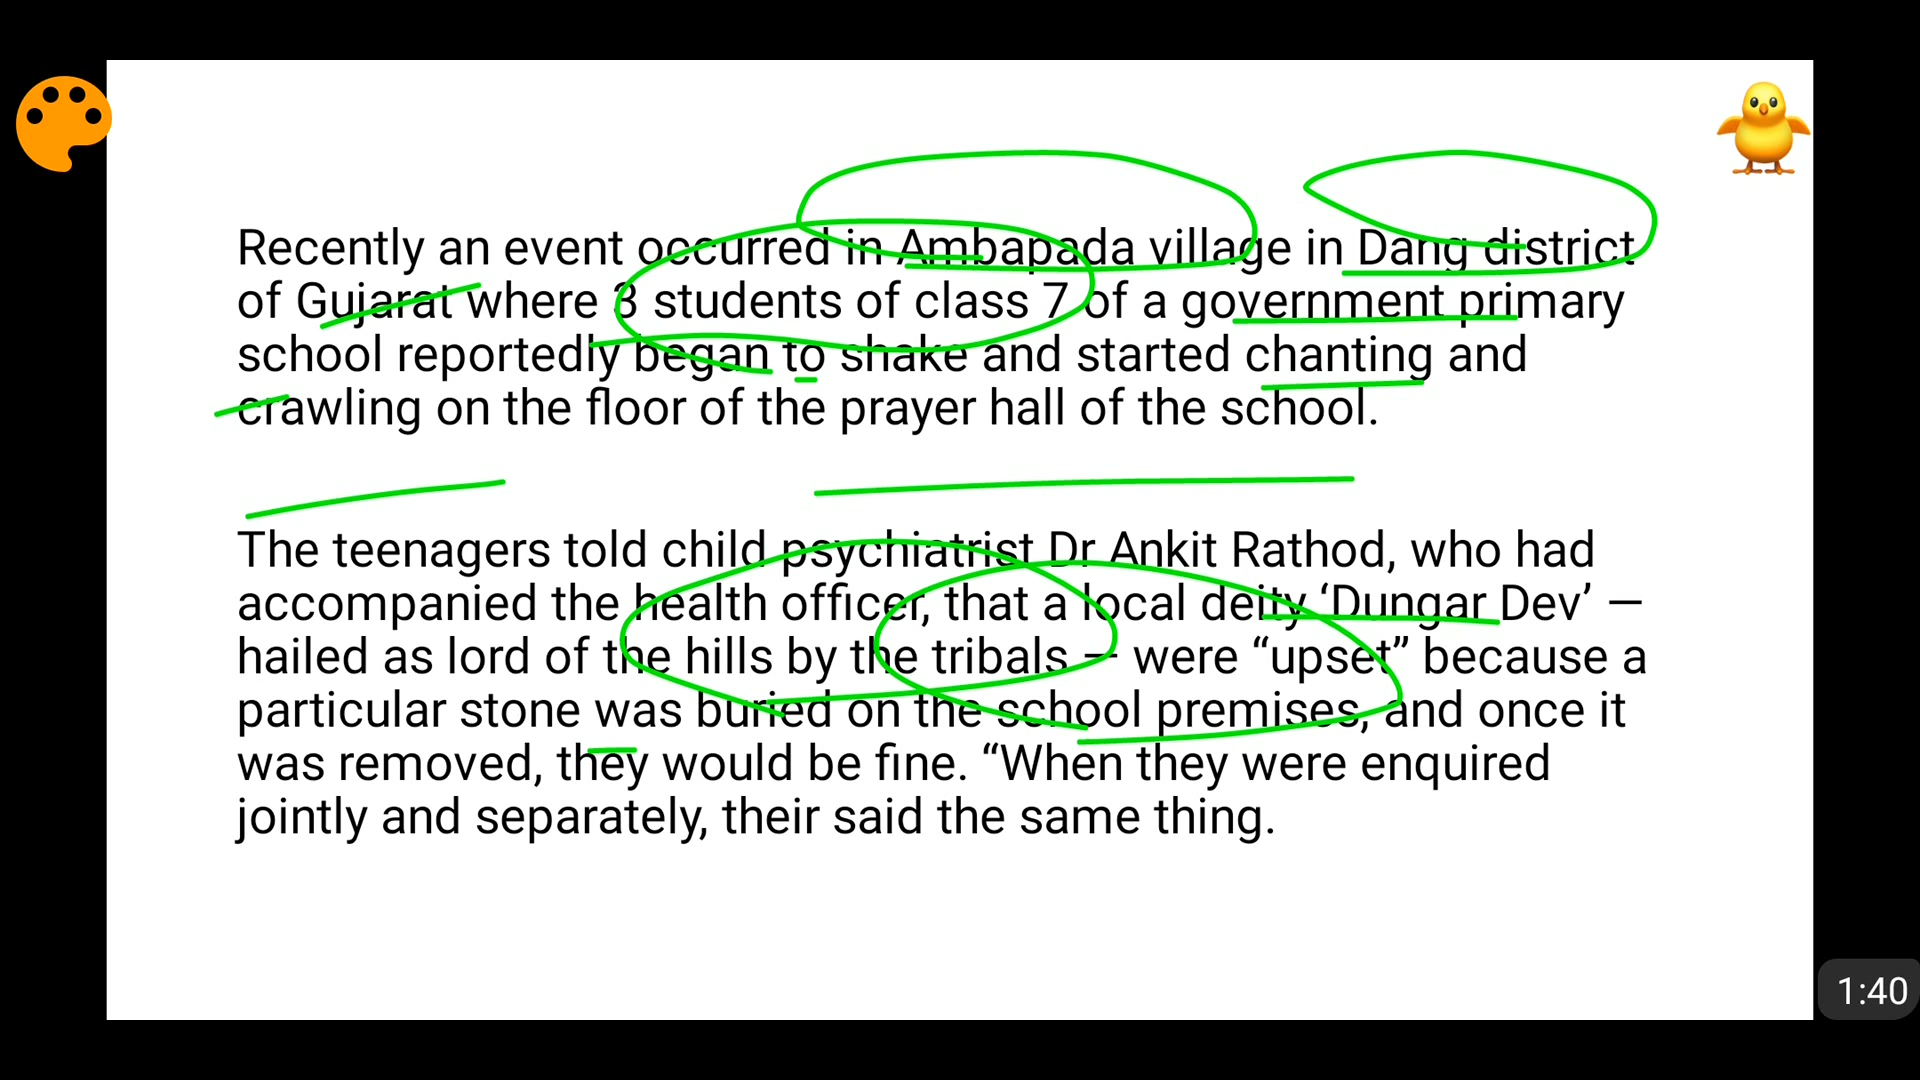 Recently an event occurred in Ambapada village in Dang district
of Gujarat where 3 students of class 7 of a government primary
school reportedly began to shake and started chanting and
crawling on the floor of the prayer hall of the school.
The teenagers told child psychiatrist Dr Ankit Rathod, who had
accompanied the health officer, that a local deity ‘Dungar Dev’ —
hailed as lord of the hills by the tribals — were “upset” because a
particular stone was buried on the school premises, and once it
was removed, they would be fine. “When they were enquired
jointly and separately, their said the same thing.
1:40